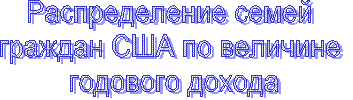 Распределение семей
граждан США по величине
годового дохода